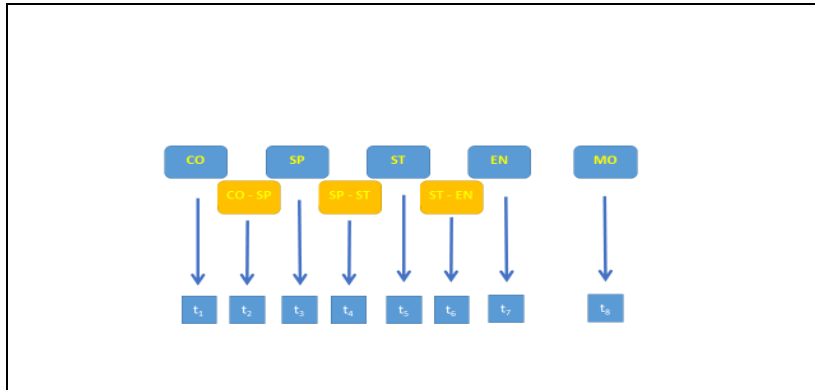 CO SP ST EN MO
CO - SP SP - ST ST - EN
t₁ t₂ t₃ t₄ t₅ t₆ t₇ t₈